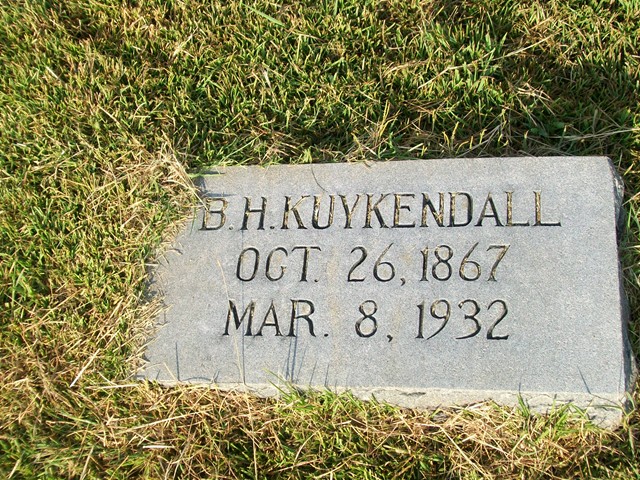 B.H. KUYKENDALL
OCT. 26, 1867
MAR. 8, 1932